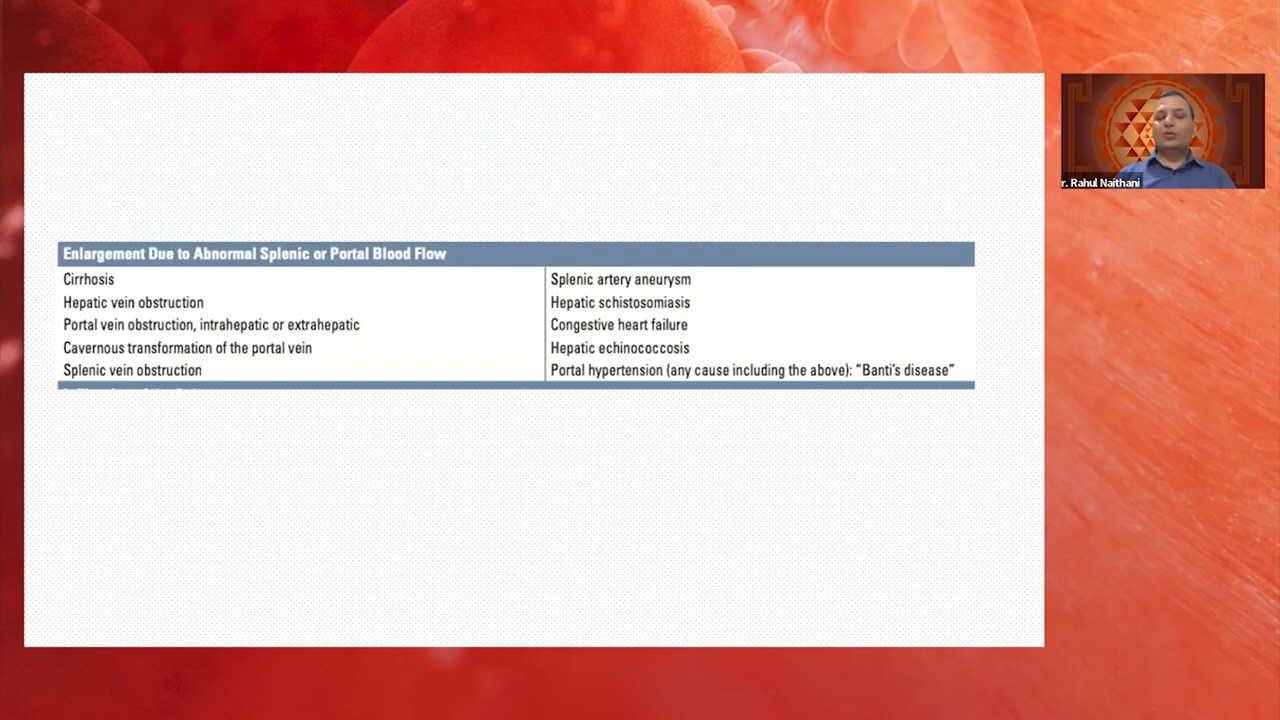 Enlargement Due to Abnormal Splenic or Portal Blood Flow
Cirrhosis
Hepatic vein obstruction
Portal vein obstruction, intrahepatic or extrahepatic
Cavernous transformation of the portal vein
Splenic vein obstruction
Splenic artery aneurysm
Hepatic schistosomiasis
Congestive heart failure
Hepatic echinococcosis
Portal hypertension (any cause including the above): “Banti’s disease”
r. Rahul Naithani